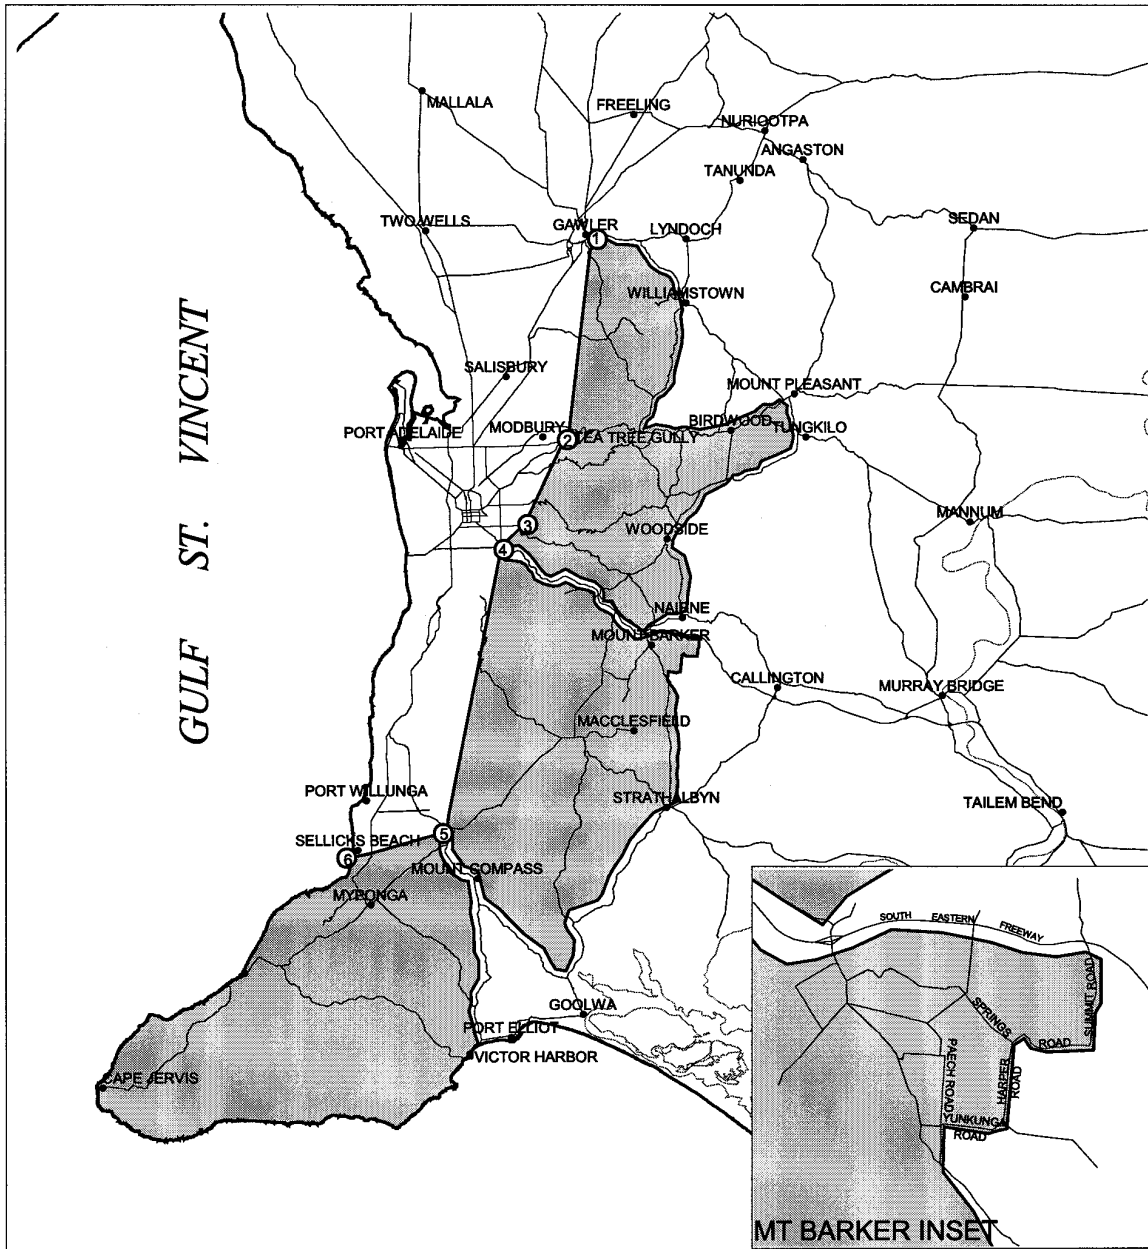 MALLALA
FREELING
NURIOOTPA
ANGASTON
TANUNDA
TWO WELLS
GAWLER
LYNDOCH
SEDAN
1
WILLIAMSTOWN
CAMBRAI
GULF ST. VINCENT
SALISBURY
MOUNT PLEASANT
PORT ADELAIDE
MODBURY
2
TEA TREE GULLY
BIRDWOOD
TUNGKILO
MANNUM
3
WOODSIDE
4
NAIRNE
MOUNT BARKER
CALLINGTON
MURRAY BRIDGE
MACCLESFIELD
PORT WILLUNGA
STRATHALBYN
TAILEM BEND
SELLICKS BEACH
5
6
MOUNT COMPASS
MYPONGA
GOOLWA
PORT ELLIOT
VICTOR HARBOR
CAPE JERVIS
SOUTH EASTERN FREEWAY
SUMMIT ROAD
SPRINGS ROAD
PAECH ROAD
HARPER ROAD
YUNKUNGA ROAD
MT BARKER INSET